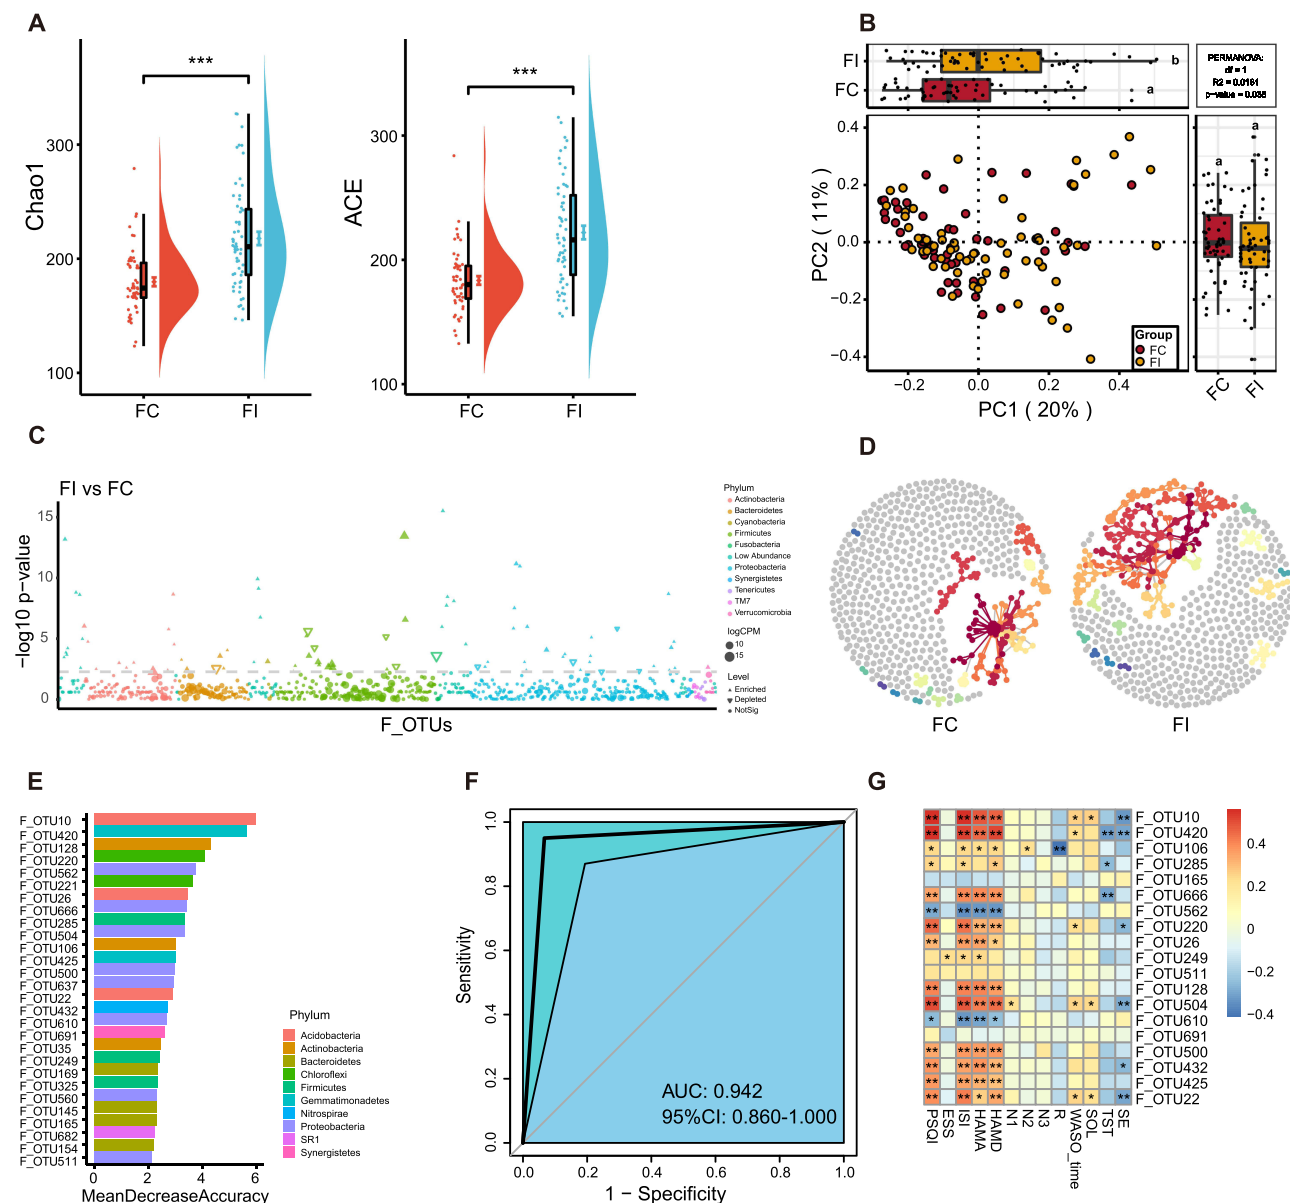 A
***
***
Chao1
300
200
100
FC
FI
ACE
300
200
100
FC
FI
B
FI
FC
b
a
PERMANOVA:
df = 1
R2 = 0.0161
p−value = 0.036
PC2 ( 11% )
0.4
0.2
0.0
−0.2
−0.4
−0.2
0.0
0.2
0.4
PC1 ( 20% )
Group
FC
FI
a
a
FC
FI
C
FI vs FC
−log10 p−value
15
10
5
0
F_OTUs
Phylum
Actinobacteria
Bacteroidetes
Cyanobacteria
Firmicutes
Fusobacteria
Low Abundance
Proteobacteria
Synergistetes
Tenericutes
TM7
Verrucomicrobia
logCPM
10
15
Level
Enriched
Depleted
NotSig
D
FC
FI
E
F_OTU10
F_OTU420
F_OTU128
F_OTU220
F_OTU562
F_OTU221
F_OTU26
F_OTU666
F_OTU285
F_OTU504
F_OTU106
F_OTU425
F_OTU500
F_OTU637
F_OTU22
F_OTU432
F_OTU610
F_OTU691
F_OTU35
F_OTU249
F_OTU169
F_OTU325
F_OTU560
F_OTU145
F_OTU165
F_OTU682
F_OTU154
F_OTU511
0
2
4
6
MeanDecreaseAccuracy
Phylum
Acidobacteria
Actinobacteria
Bacteroidetes
Chloroflexi
Firmicutes
Gemmatimonadetes
Nitrospirae
Proteobacteria
SR1
Synergistetes
F
Sensitivity
1.0
0.8
0.6
0.4
0.2
0.0
AUC: 0.942
95%CI: 0.860-1.000
0.0
0.2
0.4
0.6
0.8
1.0
1 − Specificity
G
** ** ** ** * * ** F_OTU10
** ** ** ** * ** ** F_OTU420
* * * * * ** F_OTU106
* * * * F_OTU285
F_OTU165
** ** ** ** ** F_OTU666
** ** ** ** F_OTU562
** ** ** ** * * F_OTU220
** ** ** * F_OTU26
* * * F_OTU249
F_OTU511
** ** ** ** F_OTU128
** ** ** ** * * * ** F_OTU504
* ** ** * F_OTU610
F_OTU691
** ** ** ** F_OTU500
** ** ** ** * F_OTU432
** ** ** ** F_OTU425
** ** * ** * * ** F_OTU22
PSQI
ESS
ISI
HAMA
HAMD
N1
N2
N3
R
WASO_time
SOL
TST
SE
0.4
0.2
0
−0.2
−0.4